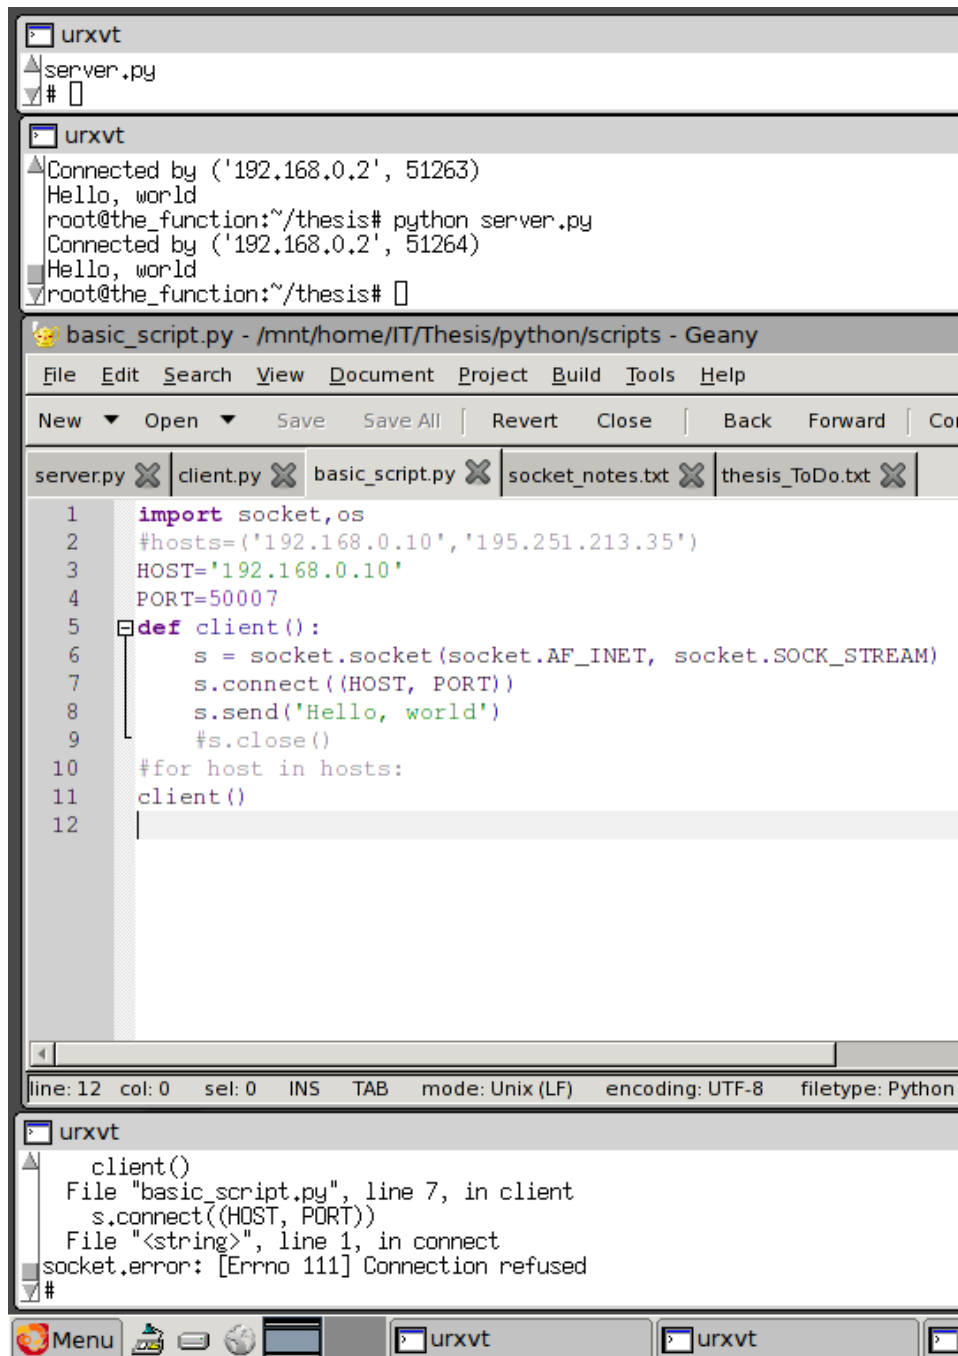 urxvt
server.py
#
urxvt
Connected by ('192.168.0.2', 51263)
Hello, world
root@the_function:~/thesis# python server.py
Connected by ('192.168.0.2', 51264)
Hello, world
root@the_function:~/thesis#
basic_script.py - /mnt/home/IT/Thesis/python/scripts - Geany
File Edit Search View Document Project Build Tools Help
New Open Save Save All Revert Close Back Forward Co
server.py client.py basic_script.py socket_notes.txt thesis_ToDo.txt
1 import socket,os
2 #hosts=('192.168.0.10','195.251.213.35')
3 HOST='192.168.0.10'
4 PORT=50007
5 def client():
6 s = socket.socket(socket.AF_INET, socket.SOCK_STREAM)
7 s.connect((HOST, PORT))
8 s.send('Hello, world')
9 #s.close()
10 #for host in hosts:
11 client()
12
line: 12 col: 0 sel: 0 INS TAB mode: Unix (LF) encoding: UTF-8 filetype: Python
urxvt
client()
File "basic_script.py", line 7, in client
s.connect((HOST, PORT))
File "<string>", line 1, in connect
socket.error: [Errno 111] Connection refused
#
Menu urxvt urxvt